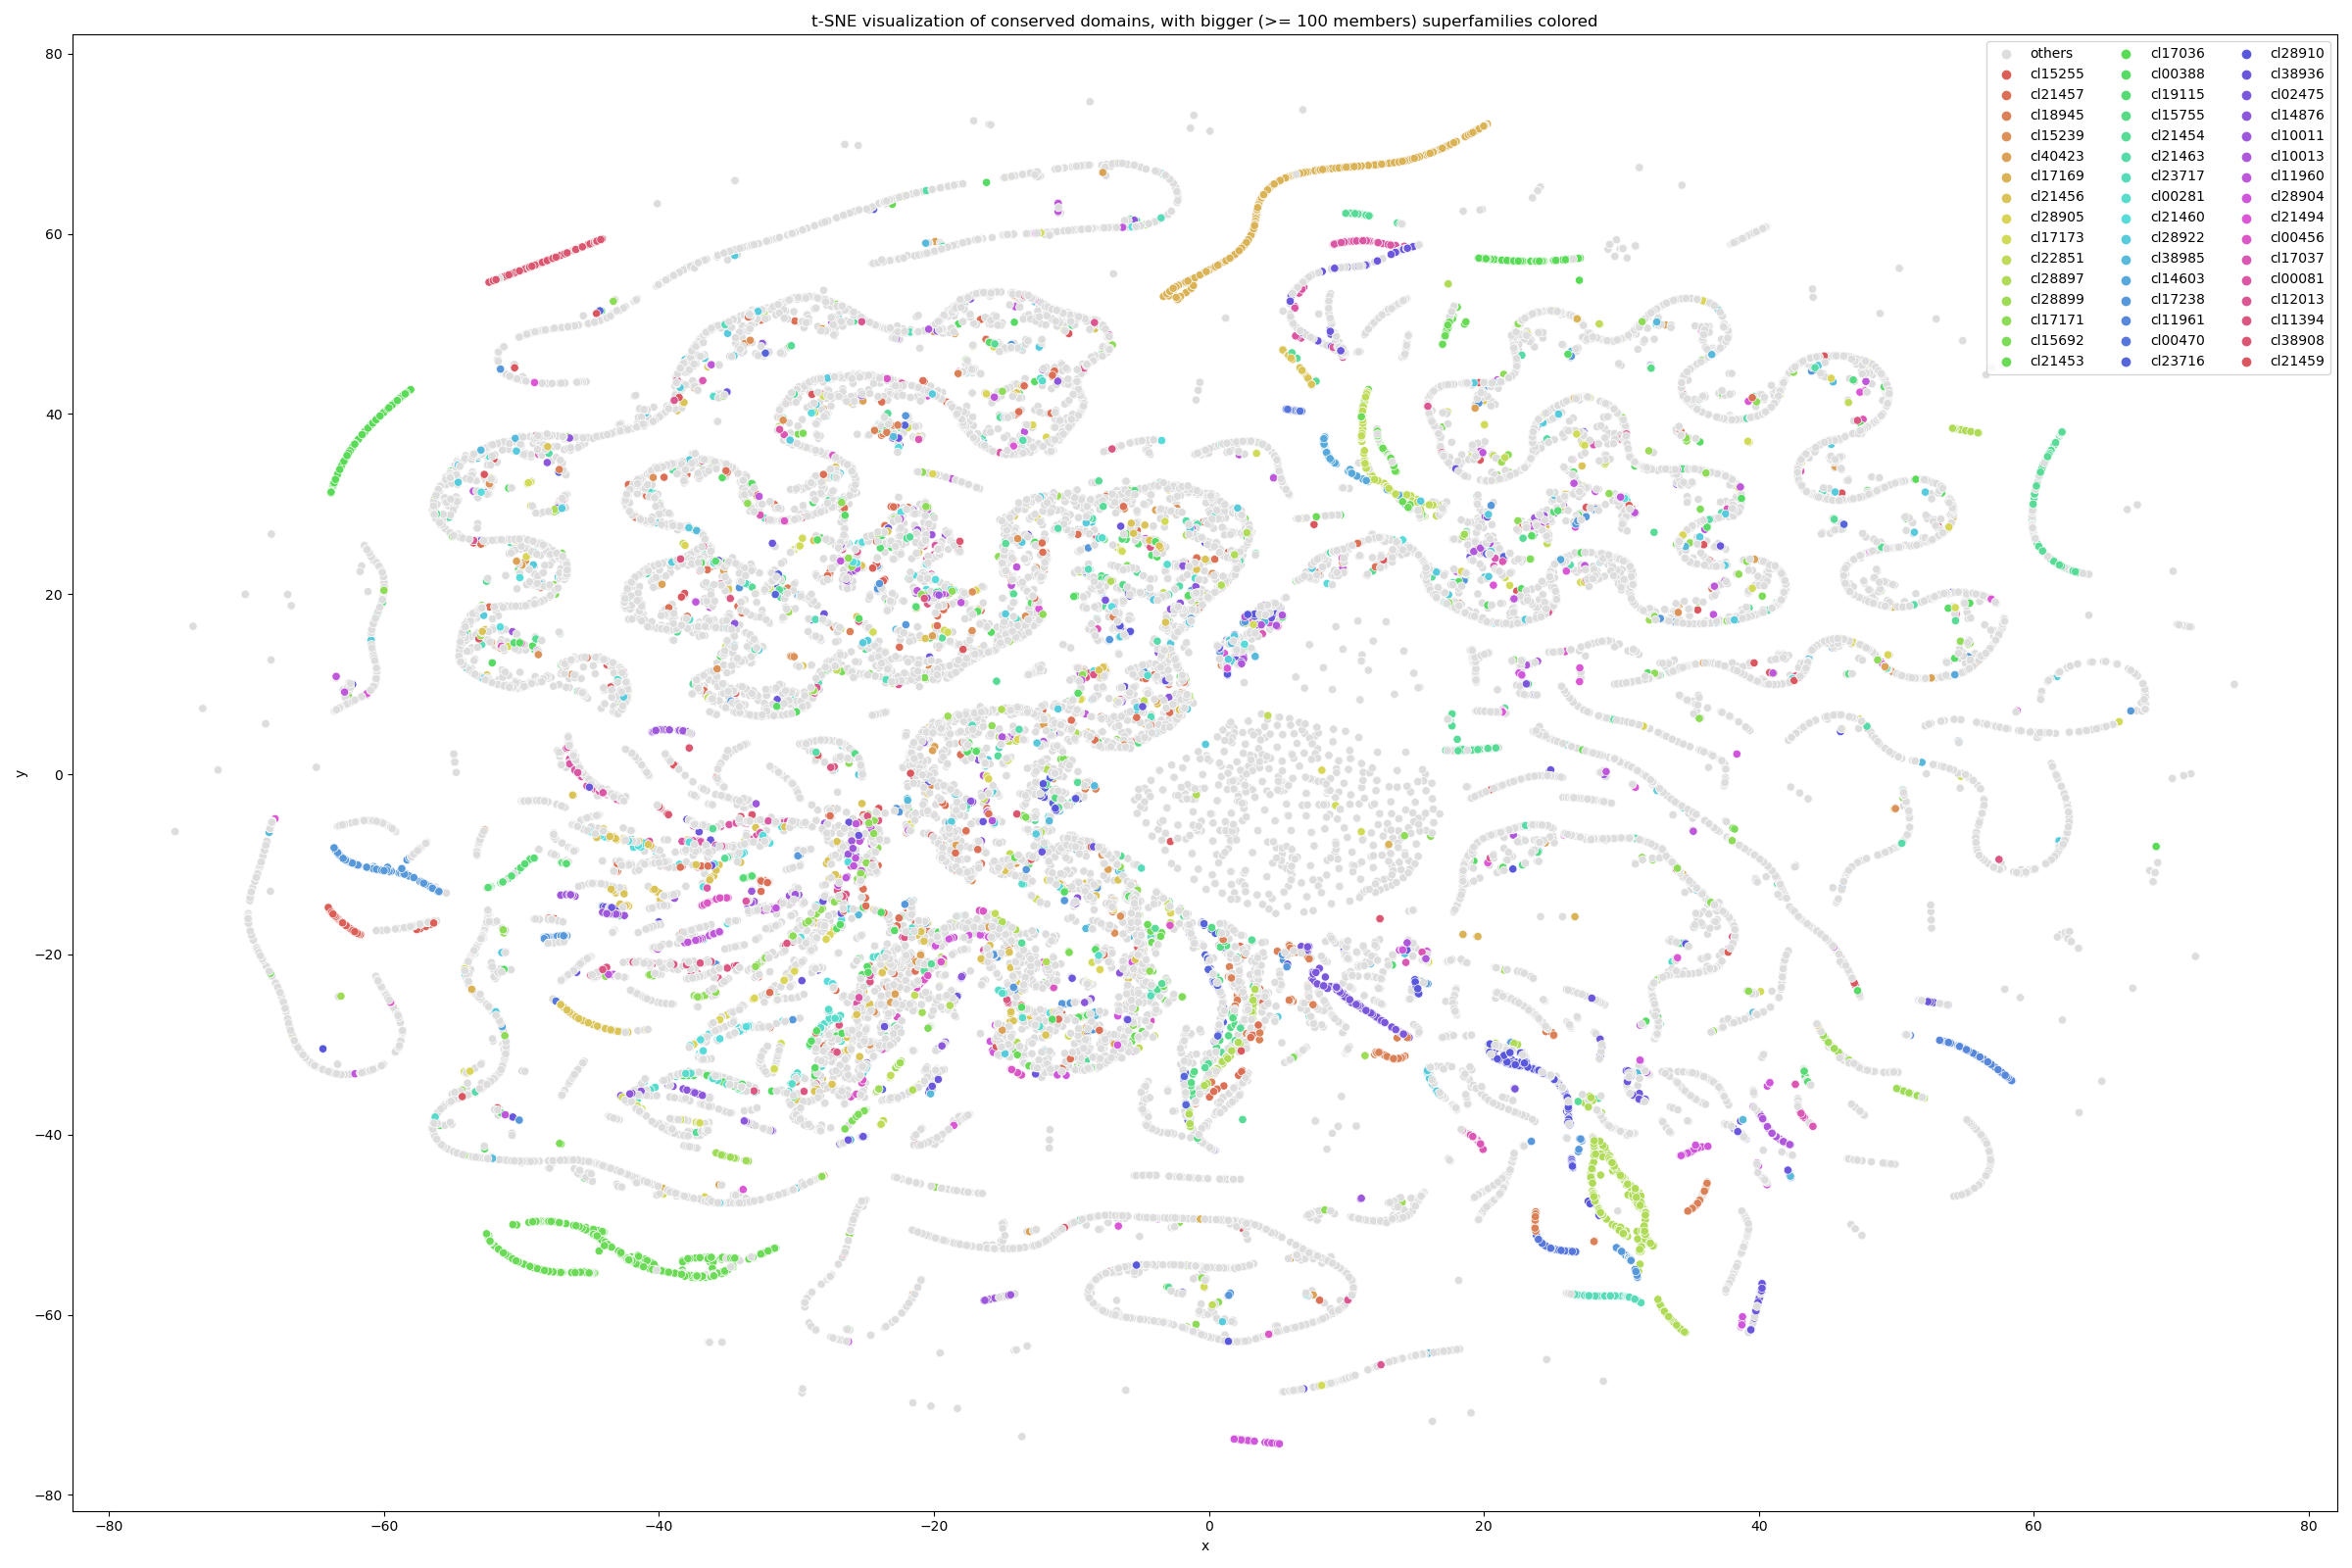 t-SNE visualization of conserved domains, with bigger (>= 100 members) superfamilies colored
others
cl15255
cl21457
cl18945
cl15239
cl40423
cl17169
cl21456
cl28905
cl17173
cl22851
cl28897
cl28899
cl17171
cl15692
cl21453
cl17036
cl00388
cl19115
cl15755
cl21454
cl21463
cl23717
cl00281
cl21460
cl28922
cl38985
cl14603
cl17238
cl11961
cl00470
cl23716
cl28910
cl38936
cl02475
cl14876
cl10011
cl10013
cl11960
cl28904
cl21494
cl00456
cl17037
cl00081
cl12013
cl11394
cl38908
cl21459
80
60
40
20
0
−20
−40
−60
−80
y
−80
−60
−40
−20
0
20
40
60
80
x